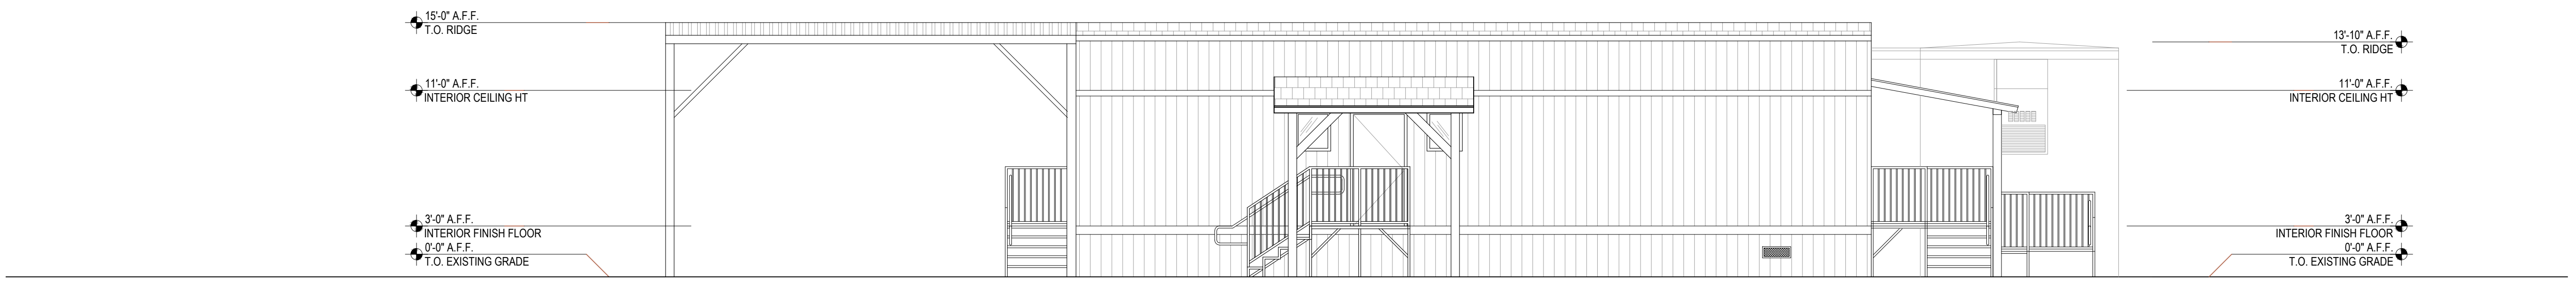 15'-0" A.F.F.
T.O. RIDGE
11'-0" A.F.F.
INTERIOR CEILING HT
3'-0" A.F.F.
INTERIOR FINISH FLOOR
0'-0" A.F.F.
T.O. EXISTING GRADE
13'-10" A.F.F.
T.O. RIDGE
11'-0" A.F.F.
INTERIOR CEILING HT
3'-0" A.F.F.
INTERIOR FINISH FLOOR
0'-0" A.F.F.
T.O. EXISTING GRADE